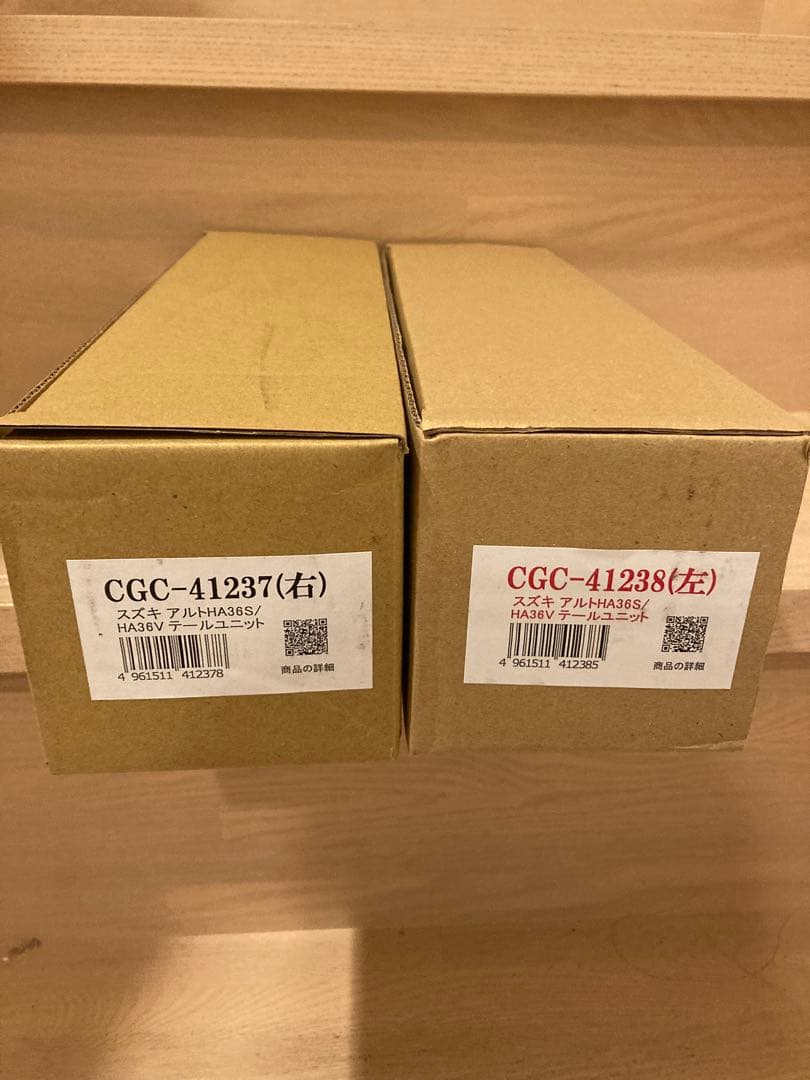 CGC-41237(右)
スズキ アルトHA36S/
HA36V テールユニット
4 961511 412378
商品の詳細
CGC-41238(左)
スズキ アルトHA36S/
HA36V テールユニット
4 961511 412385
商品の詳細